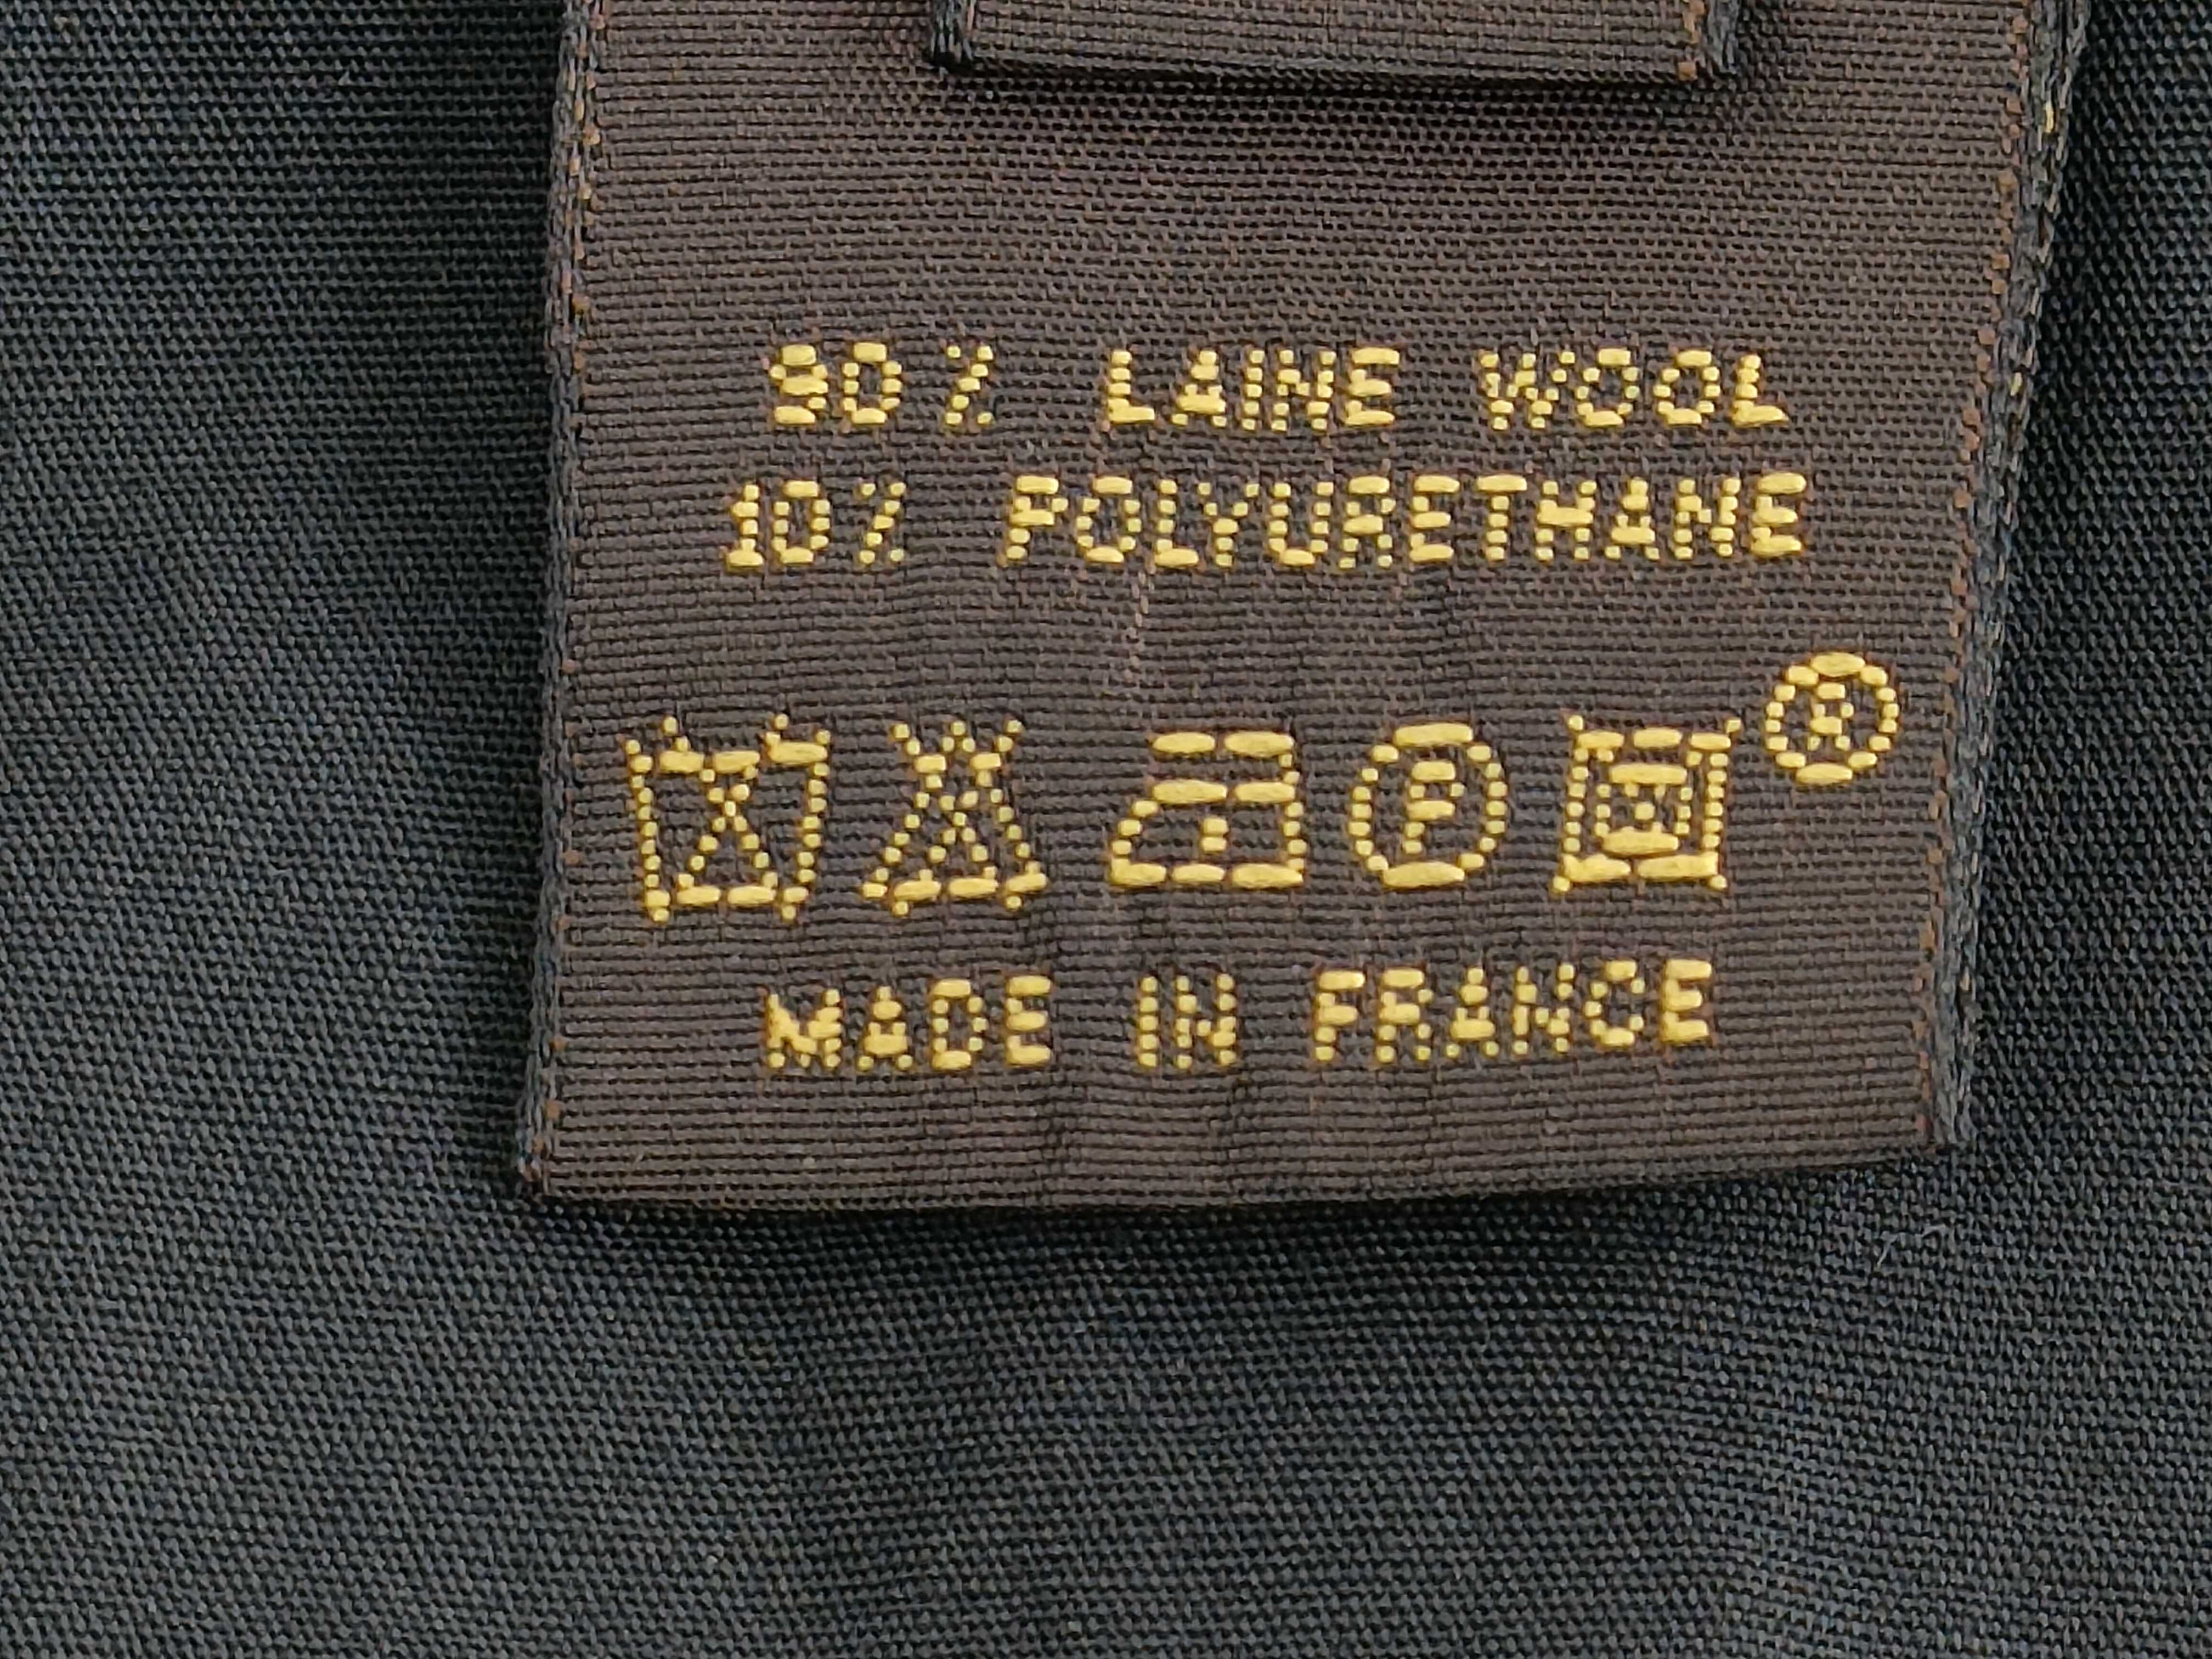 90% LAINE WOOL
10% POLYURETHANE
P ®
MADE IN FRANCE